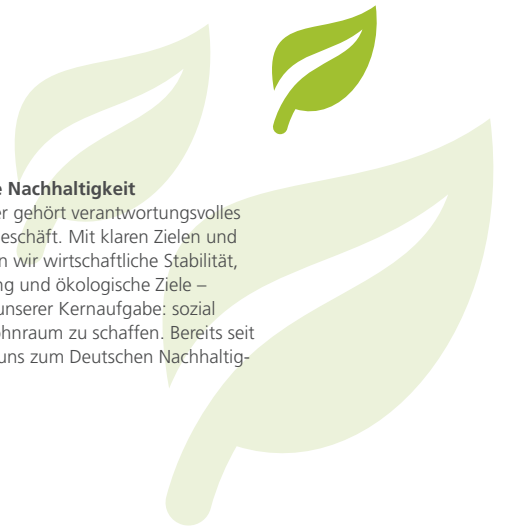 e Nachhaltigkeit
er gehört verantwortungsvolles
eschäft. Mit klaren Zielen und
n wir wirtschaftliche Stabilität,
ng und ökologische Ziele –
unserer Kernaufgabe: sozial
ohnraum zu schaffen. Bereits seit
uns zum Deutschen Nachhaltig-